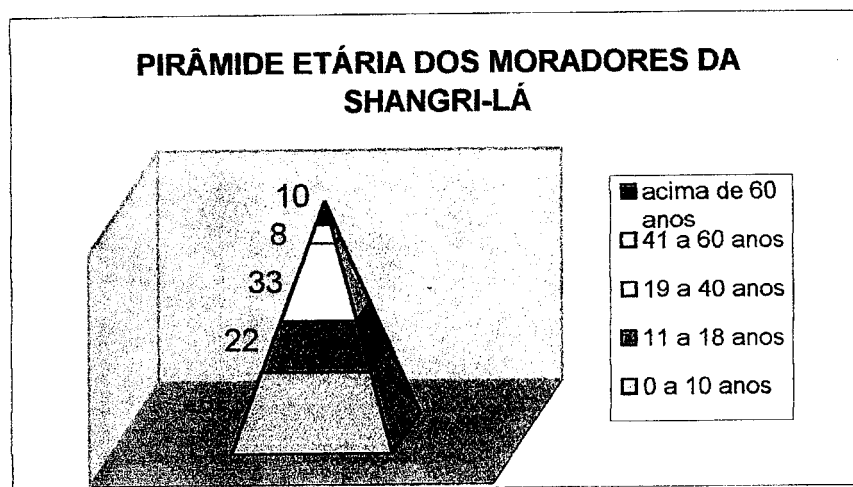 PIRÂMIDE ETÁRIA DOS MORADORES DA
SHANGRI-LÁ
10
8
33
22
acima de 60
anos
41 a 60 anos
19 a 40 anos
11 a 18 anos
0 a 10 anos